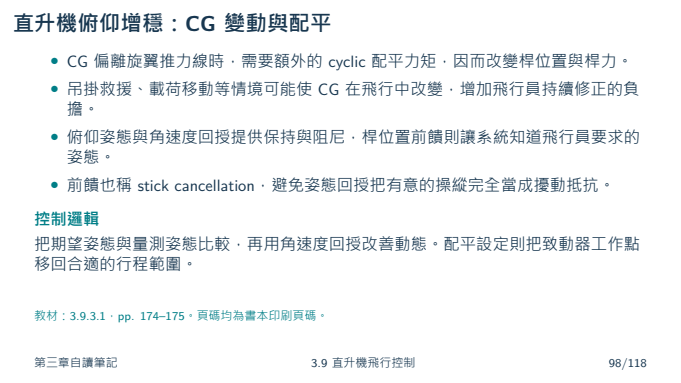 直升機俯仰增穩：CG 變動與配平
• CG 偏離旋翼推力線時，需要額外的 cyclic 配平力矩，因而改變桿位置與桿力。
• 吊掛救援、載荷移動等情境可能使 CG 在飛行中改變，增加飛行員持續修正的負
擔。
• 俯仰姿態與角速度回授提供保持與阻尼，桿位置前饋則讓系統知道飛行員要求的
姿態。
• 前饋也稱 stick cancellation，避免姿態回授把有意的操縱完全當成擾動抵抗。
控制邏輯
把期望姿態與量測姿態比較，再用角速度回授改善動態。配平設定則把致動器工作點
移回合適的行程範圍。
教材：3.9.3.1，pp. 174–175。頁碼均為書本印刷頁碼。
第三章自讀筆記
3.9 直升機飛行控制
98/118